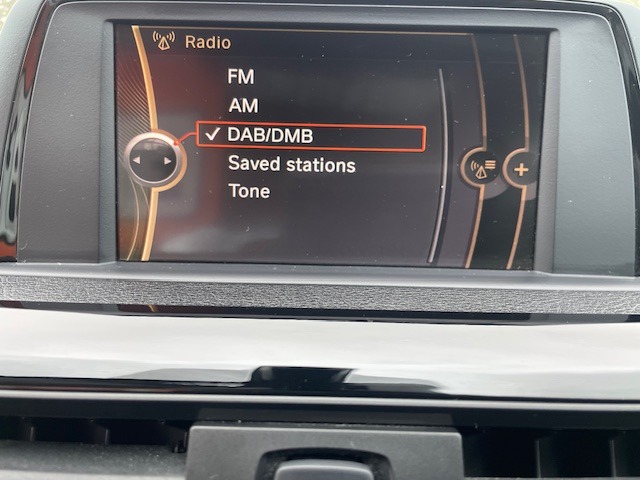 Radio
FM
AM
✓ DAB/DMB
Saved stations
Tone